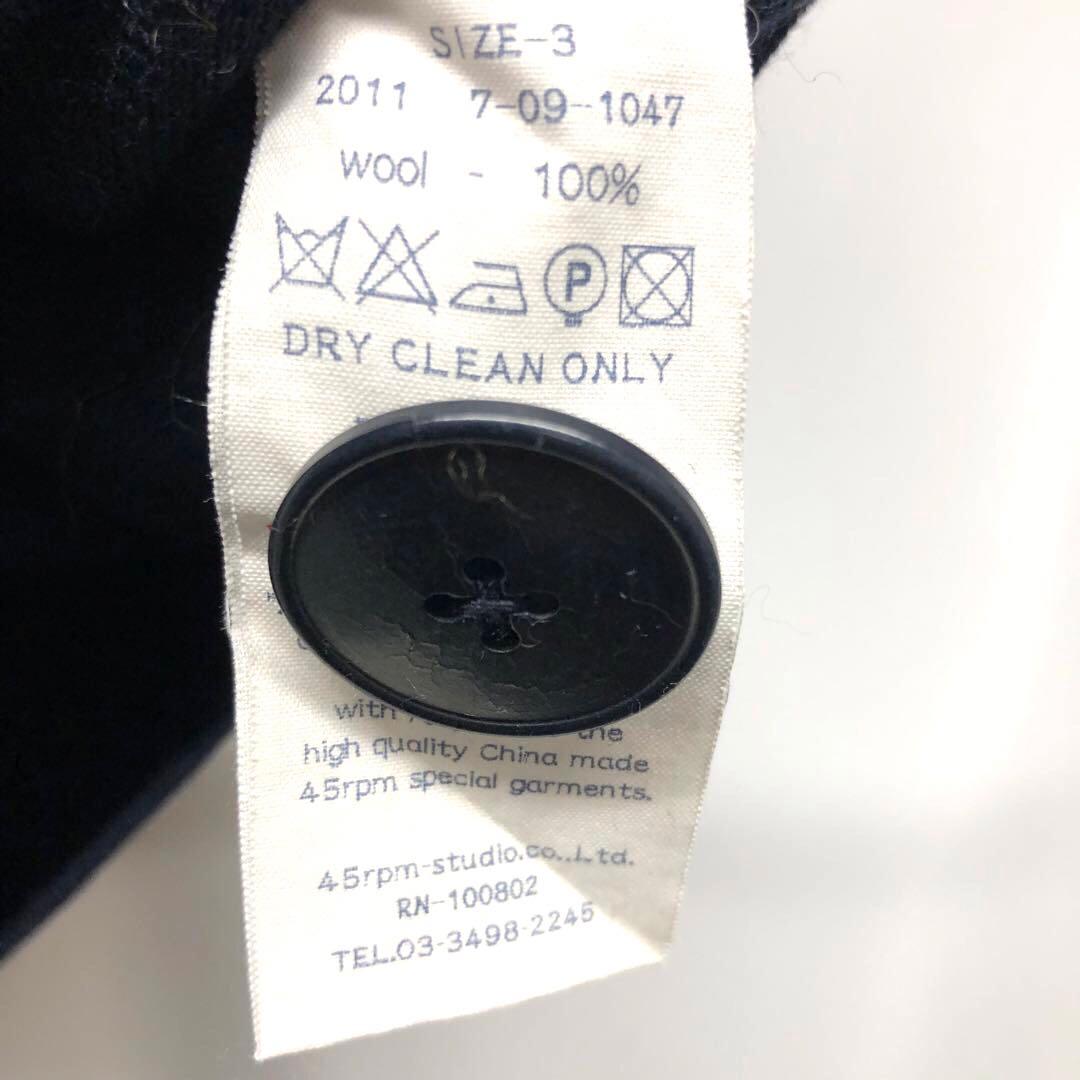 SIZE-3
2011 7-09-1047
wool - 100%
P
DRY CLEAN ONLY
with the
high quality China made
45rpm special garments.
45rpm-studio.co.,Ltd.
RN-100802
TEL.03-3498-2245